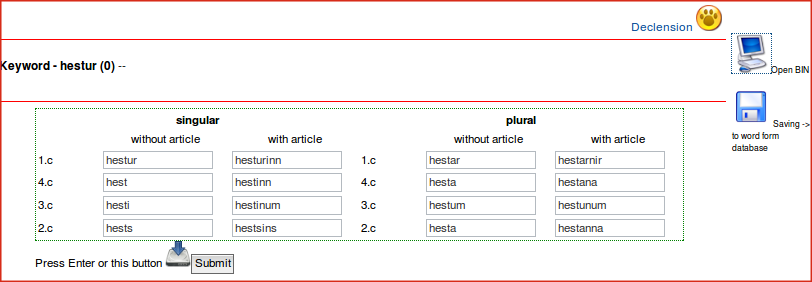 Declension
Keyword - hestur (0) --
Open BIN
Saving ->
to word form
database
singular plural
without article with article without article with article
1.c hestur hesturinn 1.c hestar hestarnir
4.c hest hestinn 4.c hesta hestana
3.c hesti hestinum 3.c hestum hestunum
2.c hests hestsins 2.c hesta hestanna
Press Enter or this button Submit